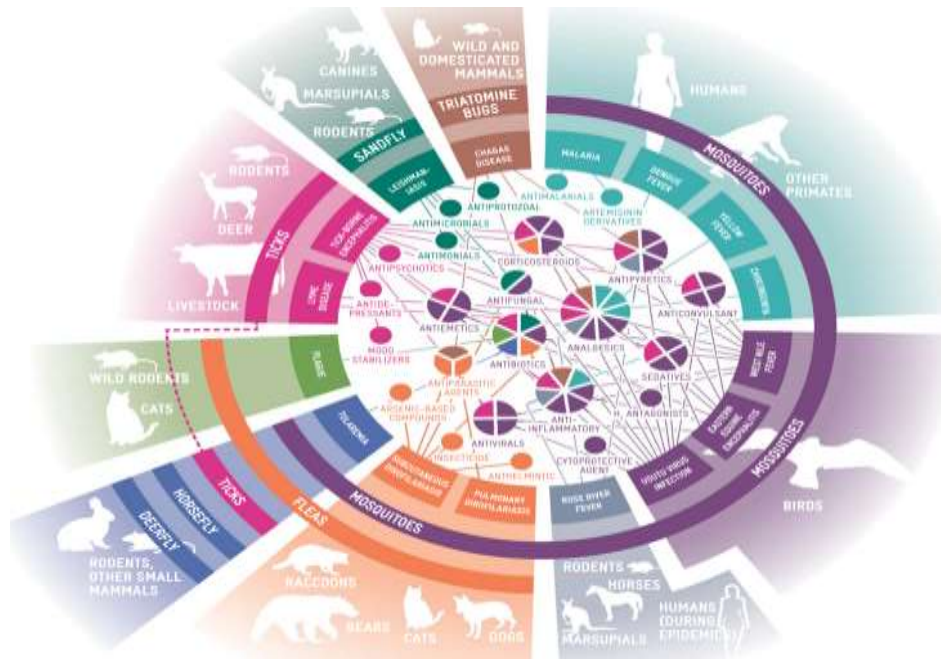 CANINES
MARSUPIALS
RODENTS
SANDFLY
LEISHMAN-
IASIS
WILD AND
DOMESTICATED
MAMMALS
TRIATOMINE
BUGS
CHAGAS
DISEASE
HUMANS
OTHER
PRIMATES
MOSQUITOES
MALARIA
DENGUE
FEVER
YELLOW
FEVER
RODENTS
DEER
LIVESTOCK
TICKS
TICK-BORNE
ENCEPHALITIS
LYME
DISEASE
ANTIPROTOZOAL
ANTIMICROBIALS
ANTIMONIALS
ANTIMALARIALS
ARTEMISININ
DERIVATIVES
CORTICOSTEROIDS
ANTIPYRETICS
ANTIPSYCHOTICS
ANTIDE-
PRESSANTS
MOOD
STABILIZERS
ANTIEMETICS
ANTIFUNGAL
ANALGESICS
ANTICONVULSANT
ANTIBIOTICS
SEDATIVES
ANTIPARASITIC
AGENTS
ARSENIC-BASED
COMPOUNDS
ANTIVIRALS
ANTI-
INFLAMMATORY
H, ANTAGONISTS
CYTOPROTECTIVE
AGENT
INSECTICIDE
ANTHELMINTIC
WILD RODENTS
CATS
PLAGUE
FLEAS
TULAREMIA
TICKS
HORSEFLY
DEERFLY
RODENTS,
OTHER SMALL
MAMMALS
MOSQUITOES
SUBCUTANEOUS
DIROFILARIASIS
PULMONARY
DIROFILARIASIS
RACCOONS
BEARS
CATS
DOGS
ROSS RIVER
FEVER
RODENTS
HORSES
MARSUPIALS
HUMANS
(DURING
EPIDEMICS)
WEST NILE
FEVER
EASTERN
EQUINE
ENCEPHALITIS
USUTU VIRUS
INFECTION
MOSQUITOES
BIRDS